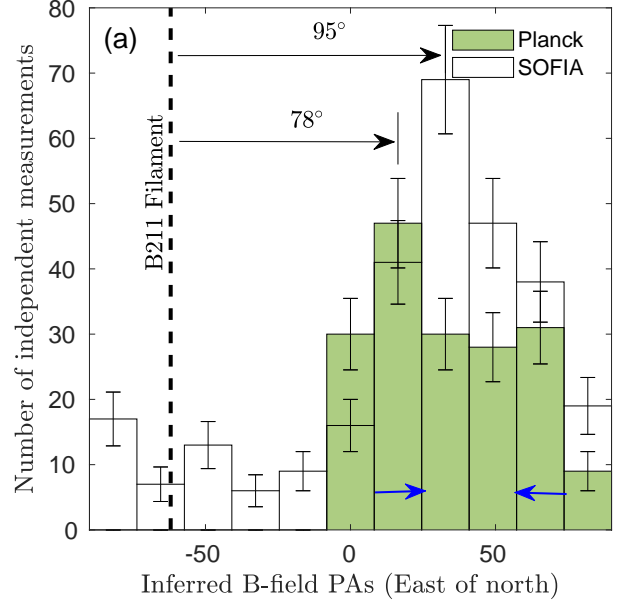 (a)
95°
Planck
SOFIA
78°
B211 Filament
Number of independent measurements
80
70
60
50
40
30
20
10
0
-50
0
50
Inferred B-field PAs (East of north)